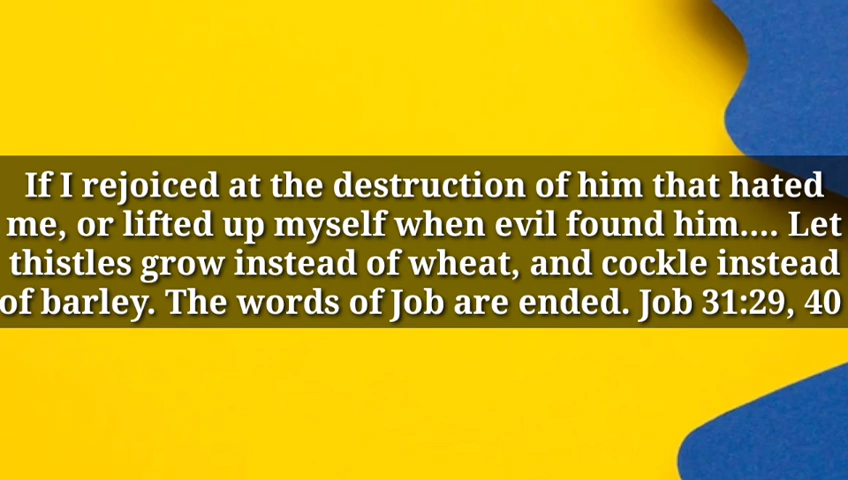 If I rejoiced at the destruction of him that hated
me, or lifted up myself when evil found him.... Let
thistles grow instead of wheat, and cockle instead
of barley. The words of Job are ended. Job 31:29, 40